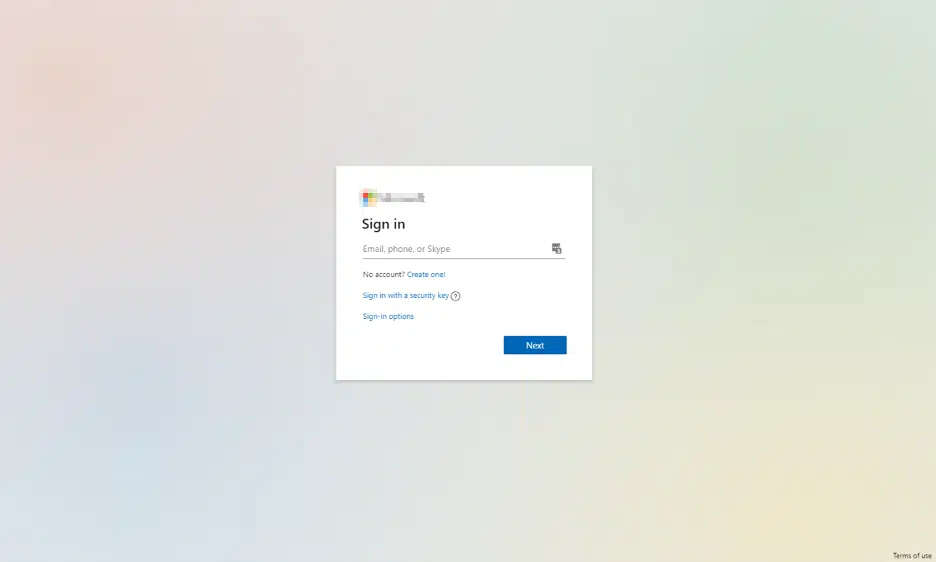 Sign in
Email, phone, or Skype
No account? Create one!
Sign in with a security key
Sign-in options
Next
Terms of use